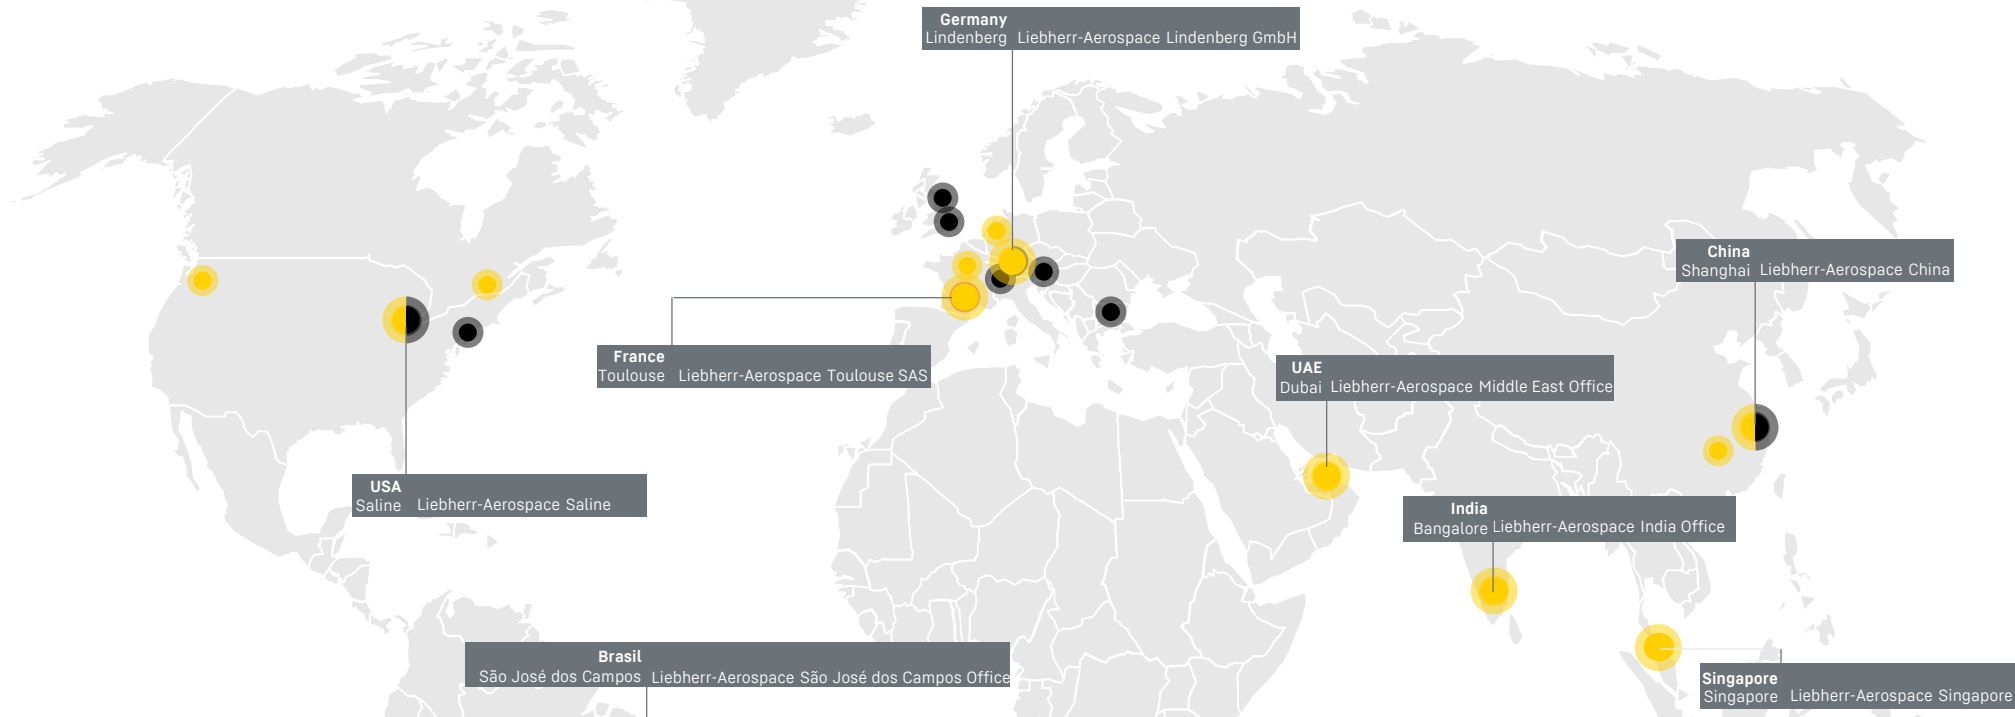 Germany
Lindenberg Liebherr-Aerospace Lindenberg GmbH
China
Shanghai Liebherr-Aerospace China
France
Toulouse Liebherr-Aerospace Toulouse SAS
UAE
Dubai Liebherr-Aerospace Middle East Office
USA
Saline Liebherr-Aerospace Saline
India
Bangalore Liebherr-Aerospace India Office
Brasil
São José dos Campos Liebherr-Aerospace São José dos Campos Office
Singapore
Singapore Liebherr-Aerospace Singapore